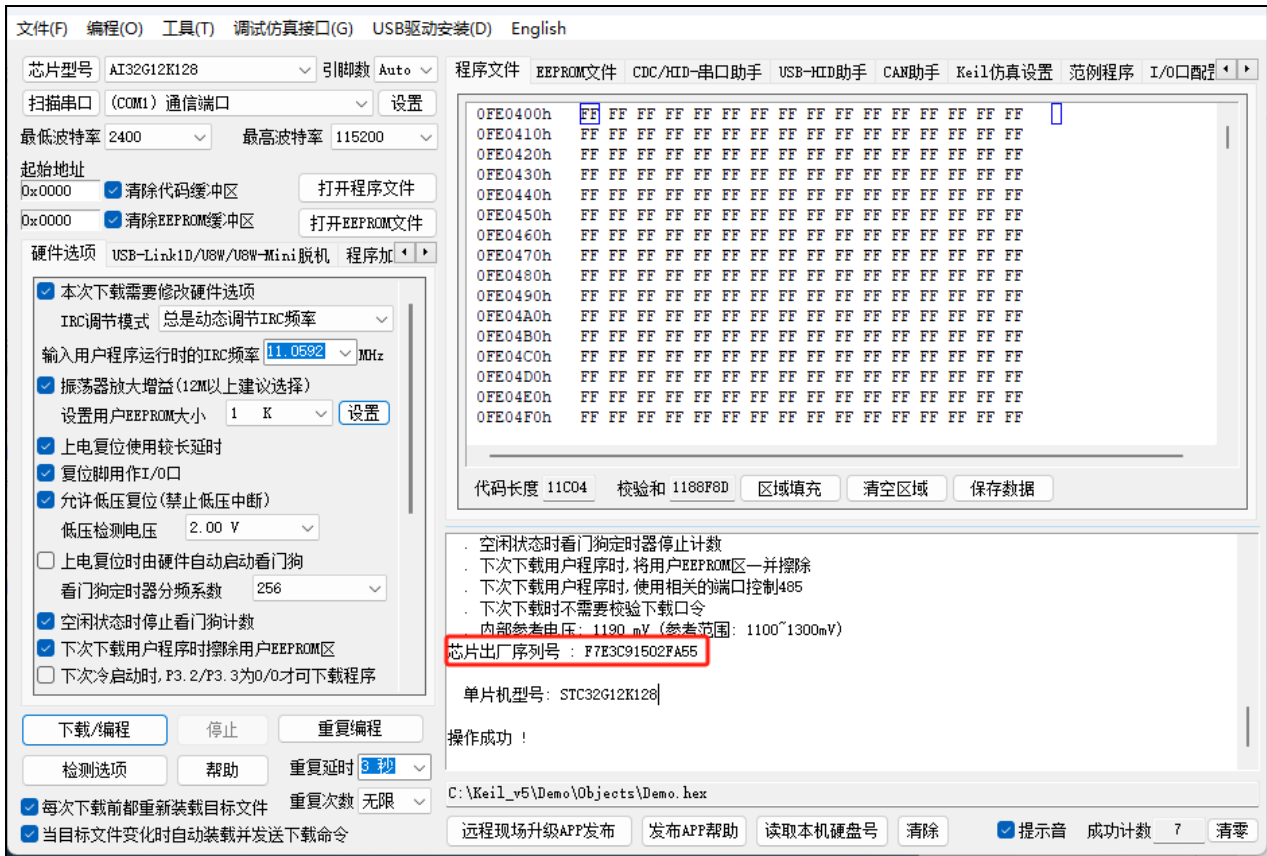 文件(F) 编程(O) 工具(T) 调试仿真接口(G) USB驱动安装(D) English
芯片型号 AI32G12K128 引脚数 Auto
扫描串口 (COM1) 通信端口 设置
最低波特率 2400 最高波特率 115200
起始地址
0x0000 清除代码缓冲区 打开程序文件
0x0000 清除EEPROM缓冲区 打开EEPROM文件
硬件选项 USB-Link1D/U8W/U8W-Mini脱机 程序加
本次下载需要修改硬件选项
IRC调节模式 总是动态调节IRC频率
输入用户程序运行时的IRC频率 11.0592 MHz
振荡器放大增益(12M以上建议选择)
设置用户EEPROM大小 1 K 设置
上电复位使用较长延时
复位脚用作I/O口
允许低压复位(禁止低压中断)
低压检测电压 2.00 V
上电复位时由硬件自动启动看门狗
看门狗定时器分频系数 256
空闲状态时停止看门狗计数
下次下载用户程序时擦除用户EEPROM区
下次冷启动时,P3.2/P3.3为0/0才可下载程序
下载/编程 停止 重复编程
检测选项 帮助 重复延时 3 秒
每次下载前都重新装载目标文件 重复次数 无限
当目标文件变化时自动装载并发送下载命令
程序文件 EEPROM文件 CDC/HID-串口助手 USB-HID助手 CAN助手 Keil仿真设置 范例程序 I/O口配置
0FE0400h FF FF FF FF FF FF FF FF FF FF FF FF FF FF FF FF
0FE0410h FF FF FF FF FF FF FF FF FF FF FF FF FF FF FF FF
0FE0420h FF FF FF FF FF FF FF FF FF FF FF FF FF FF FF FF
0FE0430h FF FF FF FF FF FF FF FF FF FF FF FF FF FF FF FF
0FE0440h FF FF FF FF FF FF FF FF FF FF FF FF FF FF FF FF
0FE0450h FF FF FF FF FF FF FF FF FF FF FF FF FF FF FF FF
0FE0460h FF FF FF FF FF FF FF FF FF FF FF FF FF FF FF FF
0FE0470h FF FF FF FF FF FF FF FF FF FF FF FF FF FF FF FF
0FE0480h FF FF FF FF FF FF FF FF FF FF FF FF FF FF FF FF
0FE0490h FF FF FF FF FF FF FF FF FF FF FF FF FF FF FF FF
0FE04A0h FF FF FF FF FF FF FF FF FF FF FF FF FF FF FF FF
0FE04B0h FF FF FF FF FF FF FF FF FF FF FF FF FF FF FF FF
0FE04C0h FF FF FF FF FF FF FF FF FF FF FF FF FF FF FF FF
0FE04D0h FF FF FF FF FF FF FF FF FF FF FF FF FF FF FF FF
0FE04E0h FF FF FF FF FF FF FF FF FF FF FF FF FF FF FF FF
0FE04F0h FF FF FF FF FF FF FF FF FF FF FF FF FF FF FF FF
代码长度 11C04 校验和 1188F8D 区域填充 清空区域 保存数据
. 空闲状态时看门狗定时器停止计数
. 下次下载用户程序时,将用户EEPROM区一并擦除
. 下次下载用户程序时,使用相关的端口控制485
. 下次下载时不需要校验下载口令
. 内部参考电压: 1190 mV (参考范围: 1100~1300mV)
芯片出厂序列号 : F7E3C91502FA55
单片机型号: STC32G12K128
操作成功 !
C:\Keil_v5\Demo\Objects\Demo.hex
远程现场升级APP发布 发布APP帮助 读取本机硬盘号 清除 提示音 成功计数 7 清零